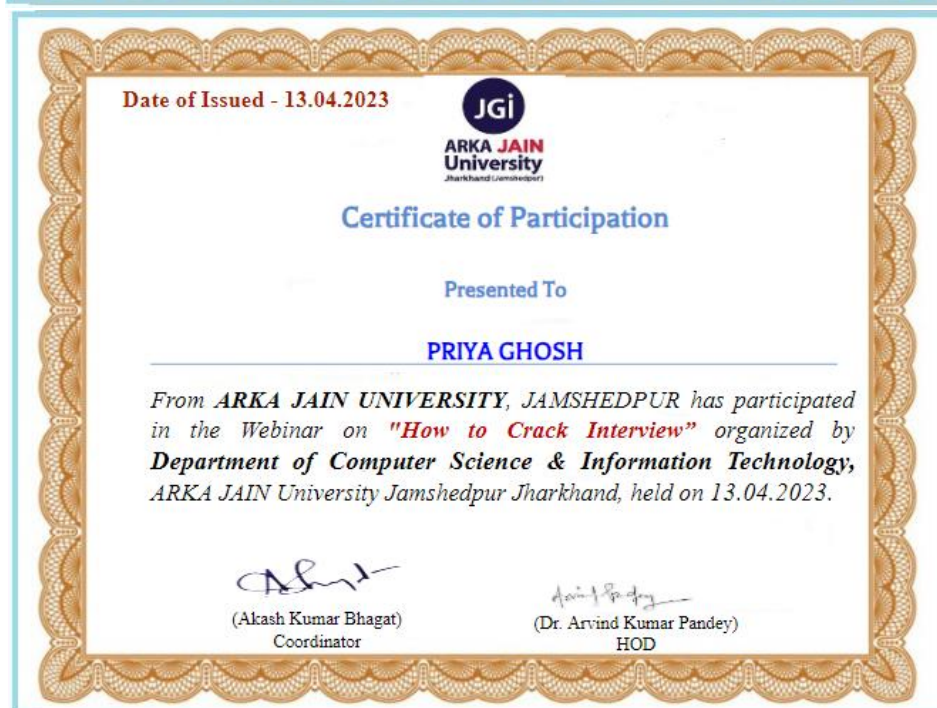 Date of Issued - 13.04.2023
JGi
ARKA JAIN
University
Jharkhand (Jamshedpur)
Certificate of Participation
Presented To
PRIYA GHOSH
From ARKA JAIN UNIVERSITY, JAMSHEDPUR has participated
in the Webinar on "How to Crack Interview” organized by
Department of Computer Science & Information Technology,
ARKA JAIN University Jamshedpur Jharkhand, held on 13.04.2023.
(Akash Kumar Bhagat)
Coordinator
(Dr. Arvind Kumar Pandey)
HOD